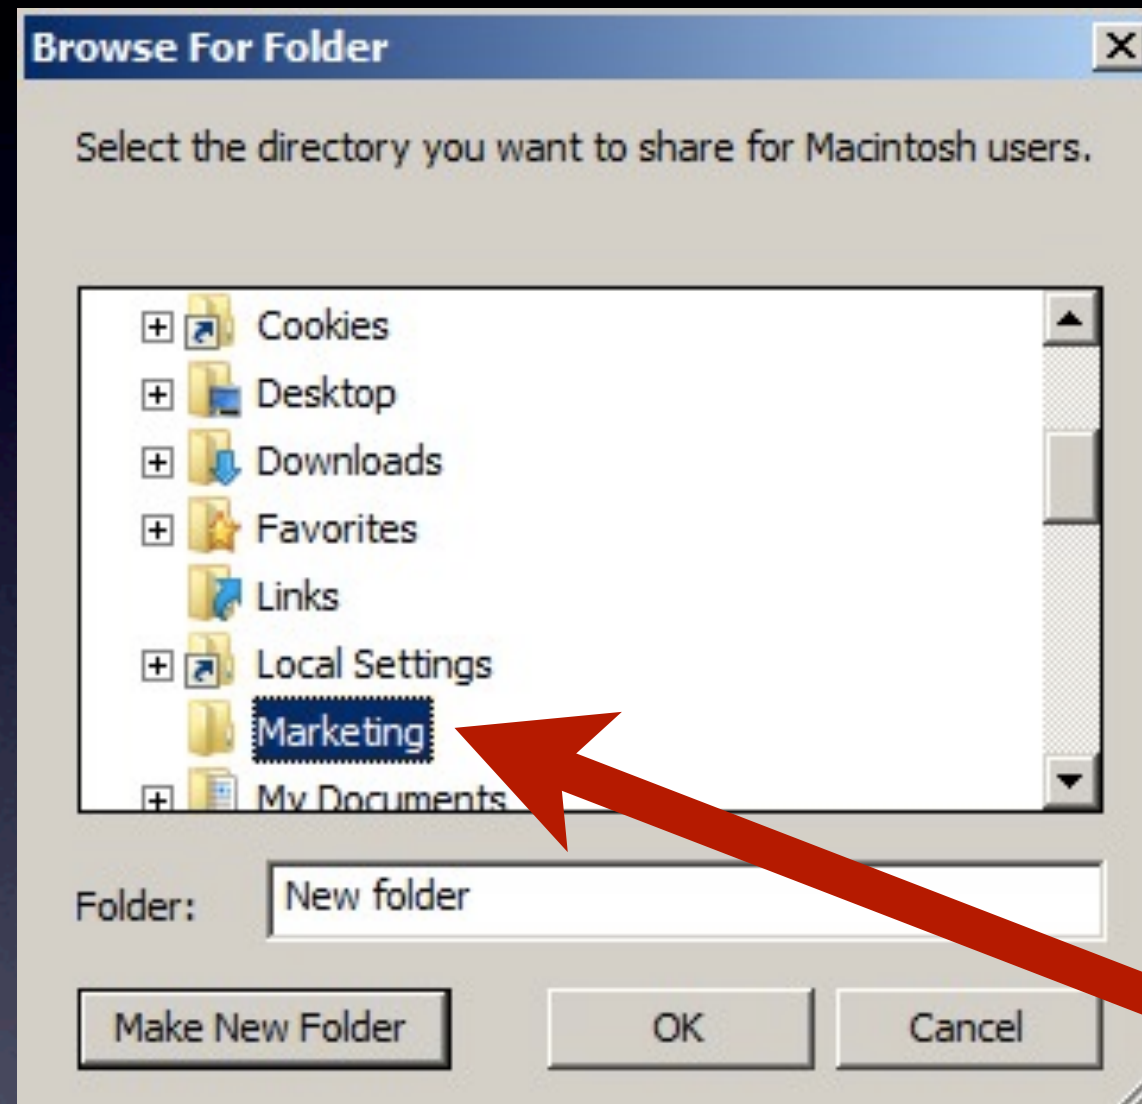 Browse For Folder
Select the directory you want to share for Macintosh users.
Cookies
Desktop
Downloads
Favorites
Links
Local Settings
Marketing
My Documents
Folder: New folder
Make New Folder OK Cancel